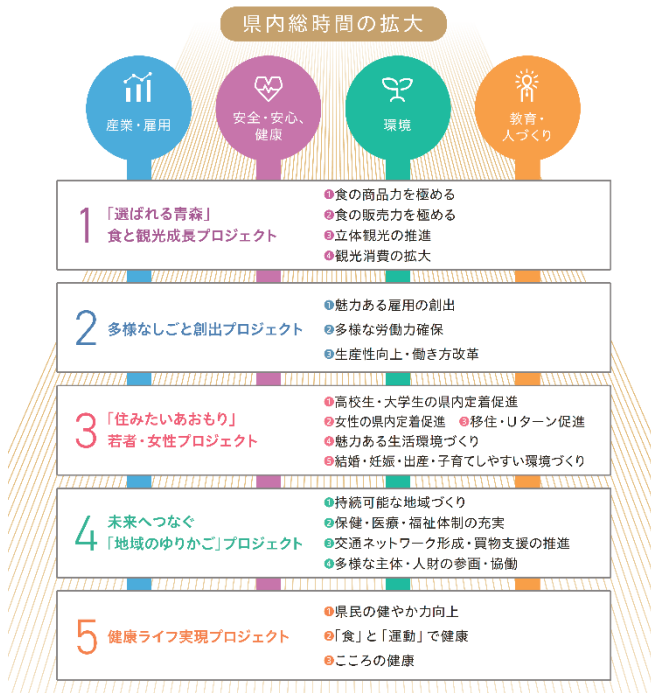 県内総時間の拡大
産業・雇用
安全・安心、
健康
環境
教育・
人づくり
1
「選ばれる青森」
食と観光成長プロジェクト
❶食の商品力を極める
❷食の販売力を極める
❸立体観光の推進
❹観光消費の拡大
2
多様なしごと創出プロジェクト
❶魅力ある雇用の創出
❷多様な労働力確保
❸生産性向上・働き方改革
3
「住みたいあおもり」
若者・女性プロジェクト
❶高校生・大学生の県内定着促進
❷女性の県内定着促進 ❸移住・Uターン促進
❹魅力ある生活環境づくり
❺結婚・妊娠・出産・子育てしやすい環境づくり
4
未来へつなぐ
「地域のゆりかご」プロジェクト
❶持続可能な地域づくり
❷保健・医療・福祉体制の充実
❸交通ネットワーク形成・買物支援の推進
❹多様な主体・人財の参画・協働
5
健康ライフ実現プロジェクト
❶県民の健やか力向上
❷「食」と「運動」で健康
❸こころの健康